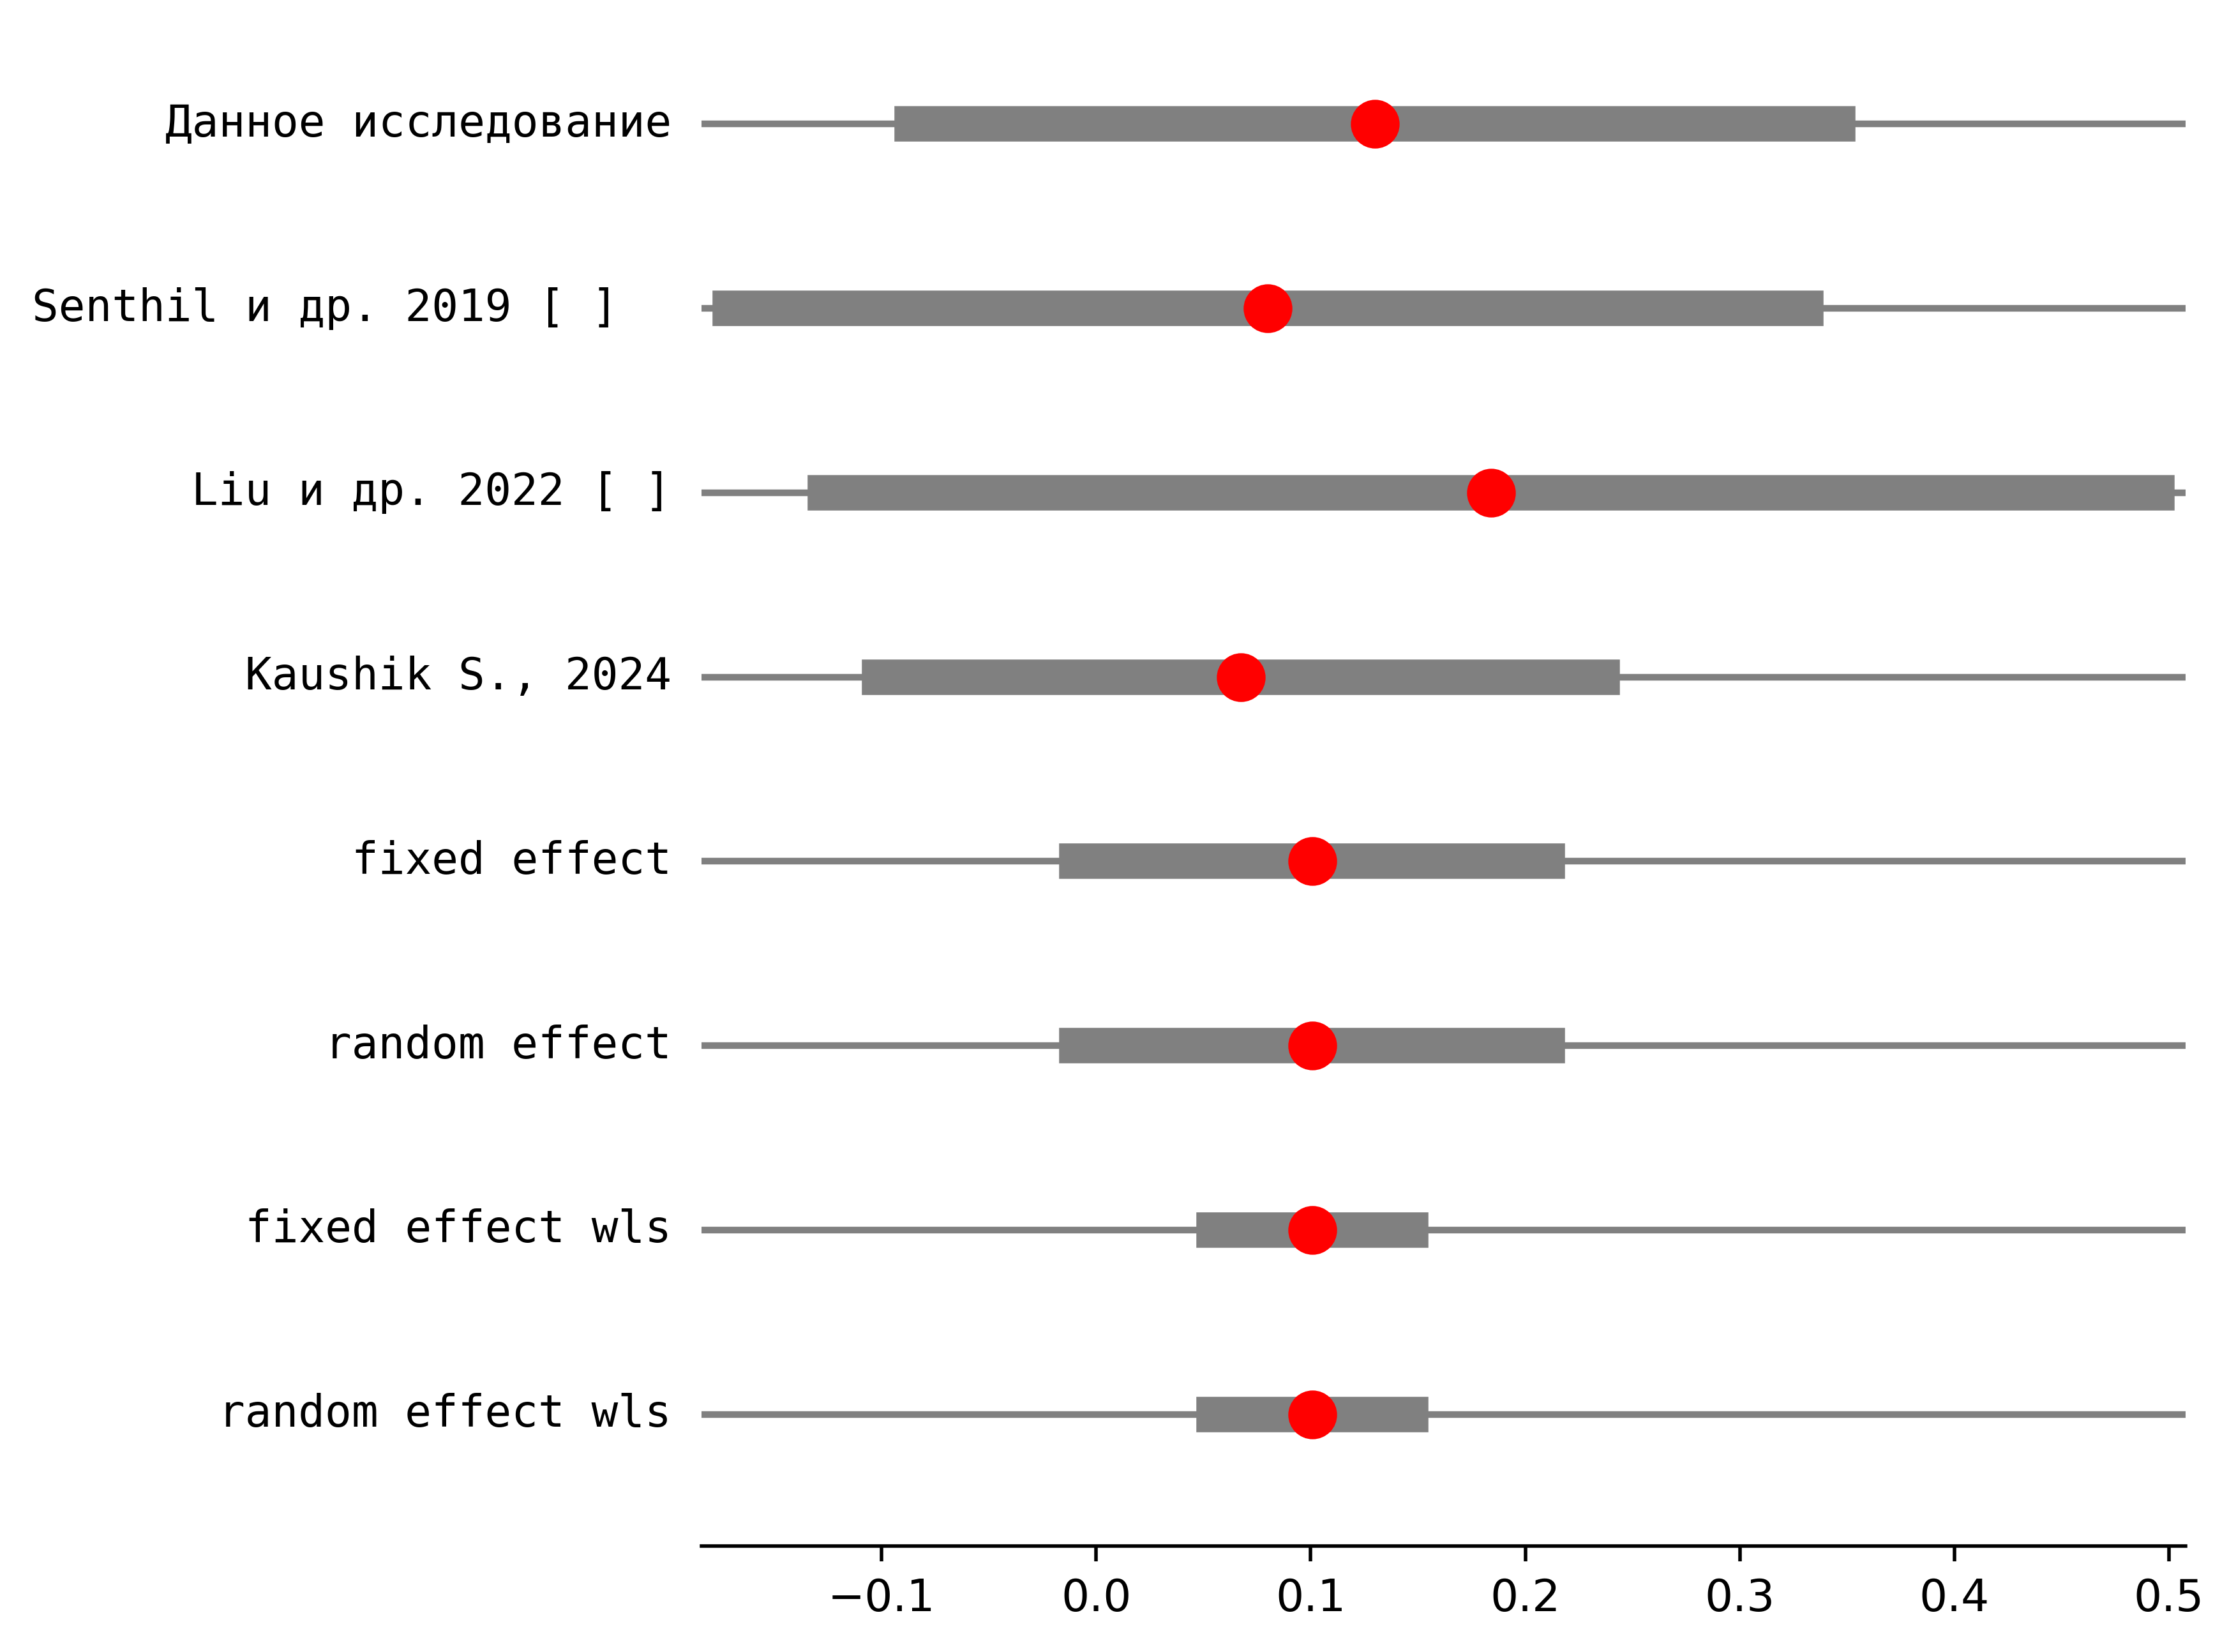 Данное исследование
Senthil и др. 2019 [ ]
Liu и др. 2022 [ ]
Kaushik S., 2024
fixed effect
random effect
fixed effect wls
random effect wls
−0.1 0.0 0.1 0.2 0.3 0.4 0.5